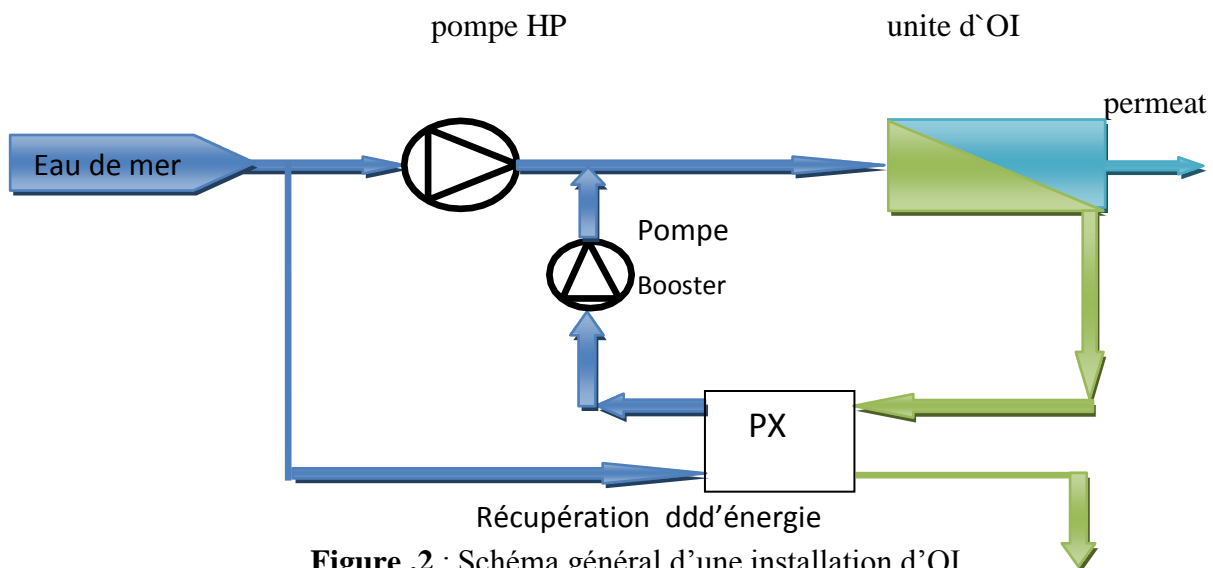 pompe HP
unite d`OI
permeat
Eau de mer
Pompe
Booster
PX
Récupération ddd’énergie
Figure .2 : Schéma général d’une installation d’OI